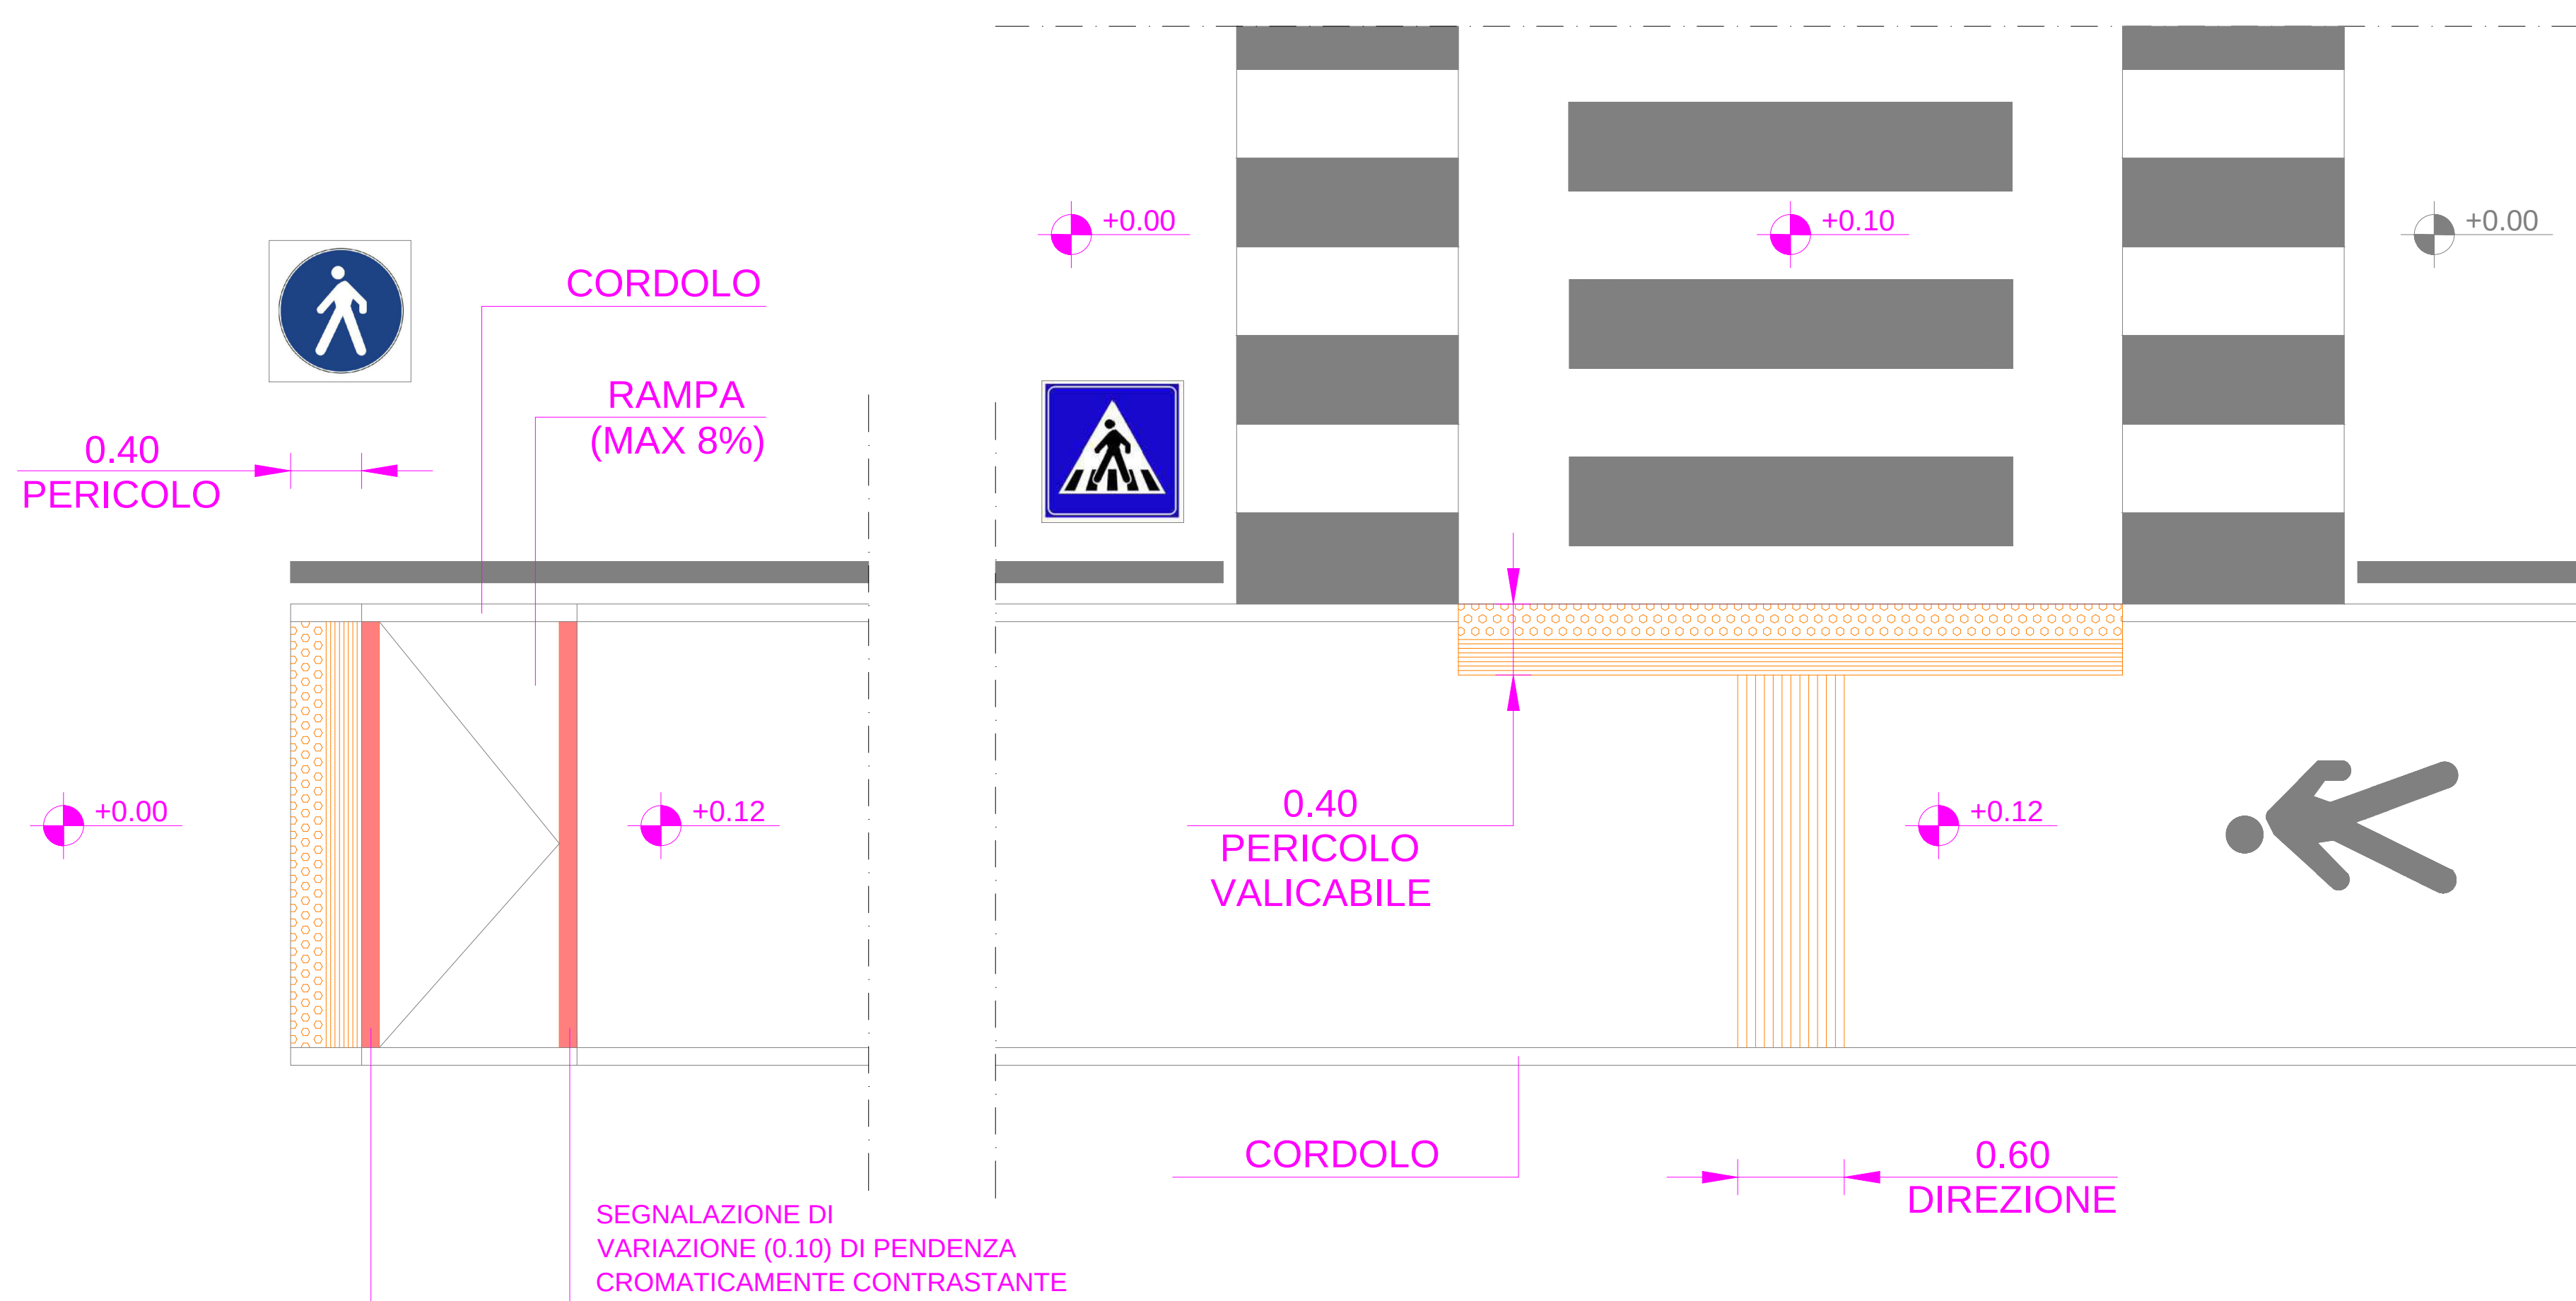 +0.00
+0.10
+0.00
CORDOLO
RAMPA
(MAX 8%)
0.40
PERICOLO
+0.00
+0.12
0.40
PERICOLO
VALICABILE
+0.12
CORDOLO
0.60
DIREZIONE
SEGNALAZIONE DI
VARIAZIONE (0.10) DI PENDENZA
CROMATICAMENTE CONTRASTANTE